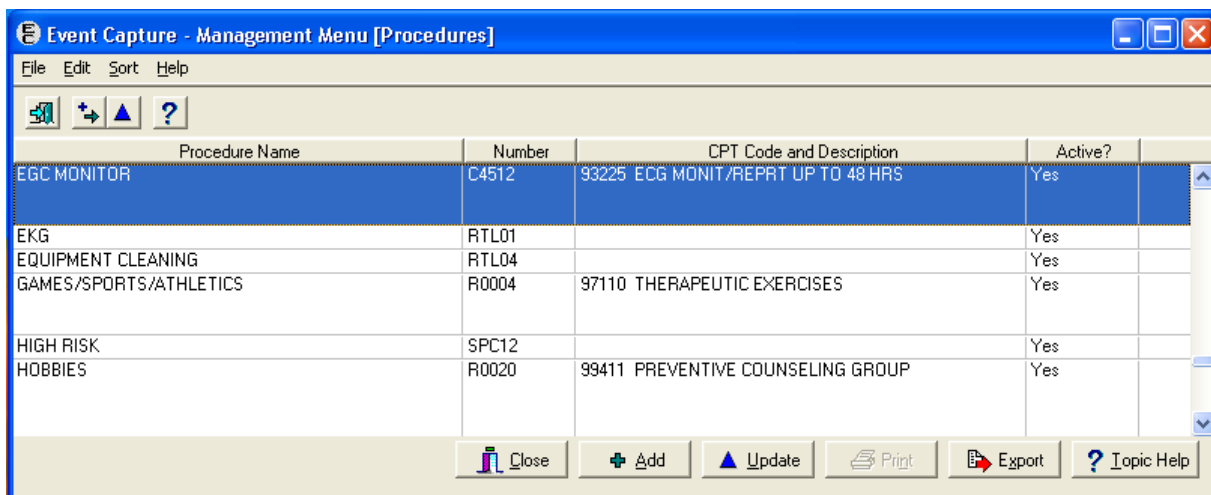 Event Capture - Management Menu [Procedures]
File Edit Sort Help
Procedure Name Number CPT Code and Description Active?
EGC MONITOR C4512 93225 ECG MONIT/REPRT UP TO 48 HRS Yes
EKG RTL01 Yes
EQUIPMENT CLEANING RTL04 Yes
GAMES/SPORTS/ATHLETICS R0004 97110 THERAPEUTIC EXERCISES Yes
HIGH RISK SPC12 Yes
HOBBIES R0020 99411 PREVENTIVE COUNSELING GROUP Yes
Close Add Update Print Export ? Topic Help